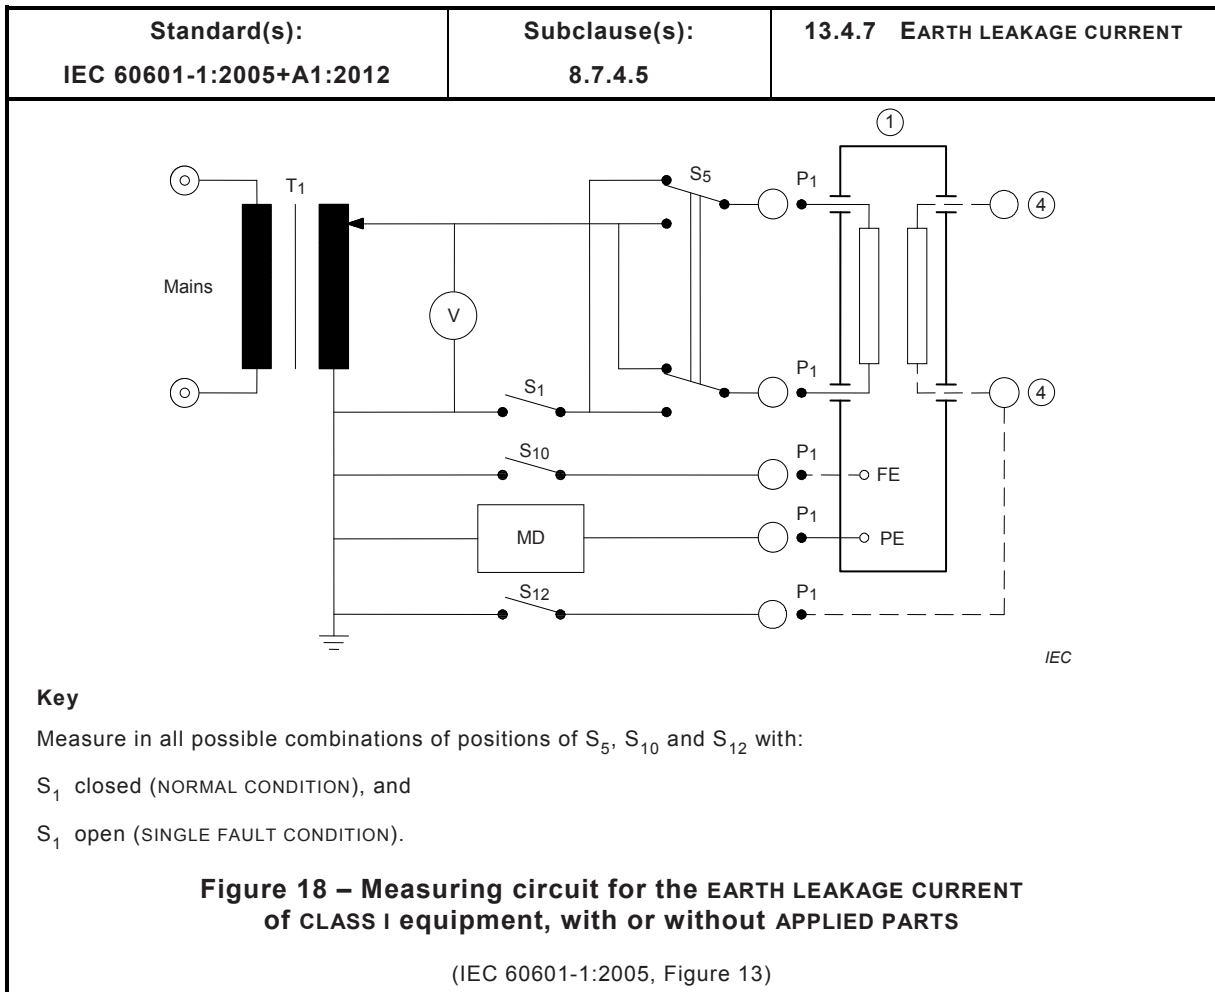 Standard(s):
IEC 60601-1:2005+A1:2012
Subclause(s):
8.7.4.5
13.4.7 EARTH LEAKAGE CURRENT
1
T1
S5
P1
4
Mains
V
S1
P1
4
S10
P1
FE
MD
P1
PE
S12
P1
IEC
Key
Measure in all possible combinations of positions of S5, S10 and S12 with:
S1 closed (NORMAL CONDITION), and
S1 open (SINGLE FAULT CONDITION).
Figure 18 – Measuring circuit for the EARTH LEAKAGE CURRENT
of CLASS I equipment, with or without APPLIED PARTS
(IEC 60601-1:2005, Figure 13)